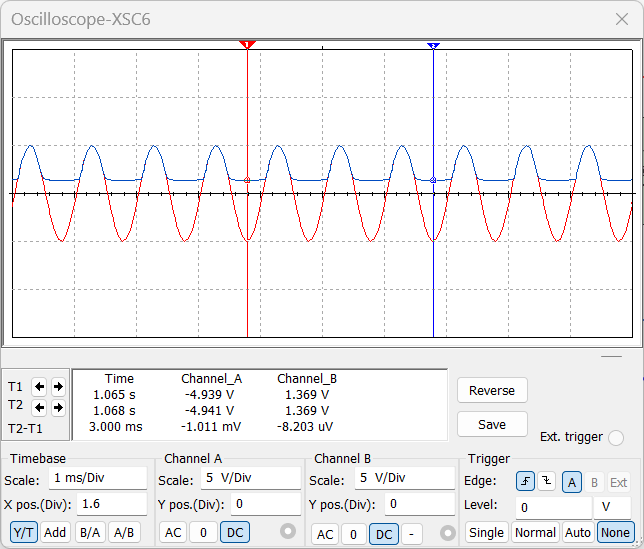 Oscilloscope-XSC6
1
2
Time Channel_A Channel_B
T1 1.065 s -4.939 V 1.369 V
T2 1.068 s -4.941 V 1.369 V
T2-T1 3.000 ms -1.011 mV -8.203 uV
Reverse
Save
Ext. trigger
Timebase Channel A Channel B Trigger
Scale: 1 ms/Div Scale: 5 V/Div Scale: 5 V/Div Edge: A B Ext
X pos.(Div): 1.6 Y pos.(Div): 0 Y pos.(Div): 0 Level: 0 V
Y/T Add B/A A/B AC 0 DC AC 0 DC - Single Normal Auto None